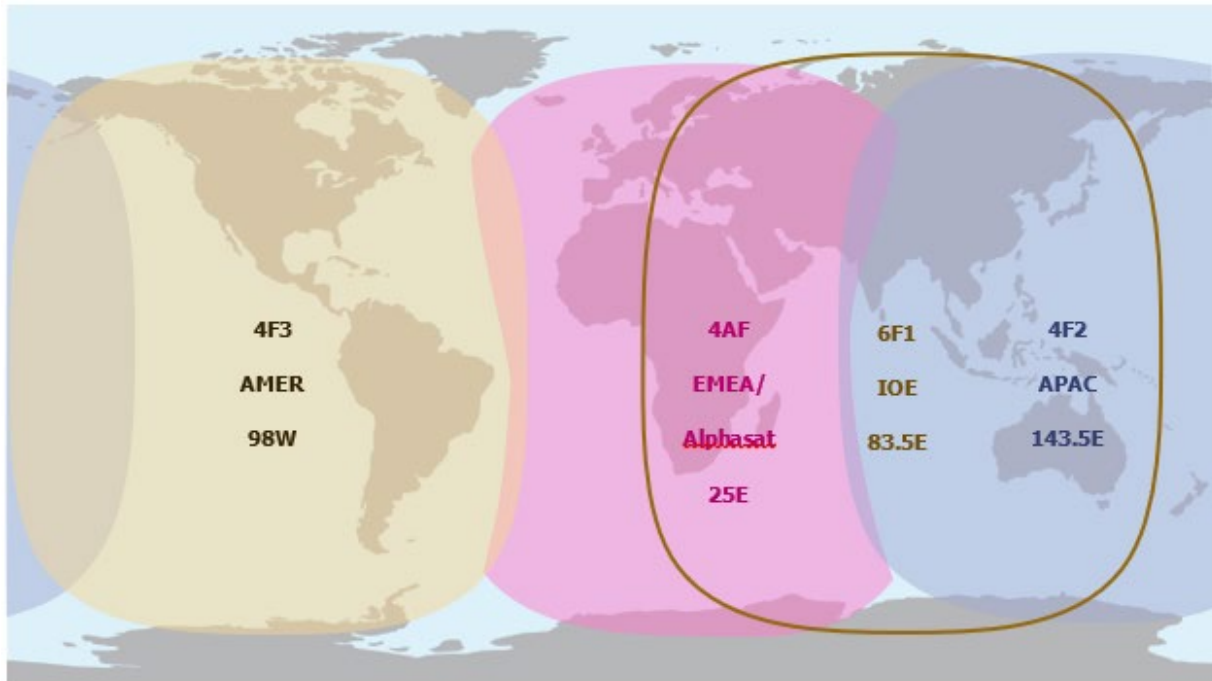 4F3
AMER
98W
4AF
EMEA/
Alphasat
25E
6F1
IOE
83.5E
4F2
APAC
143.5E